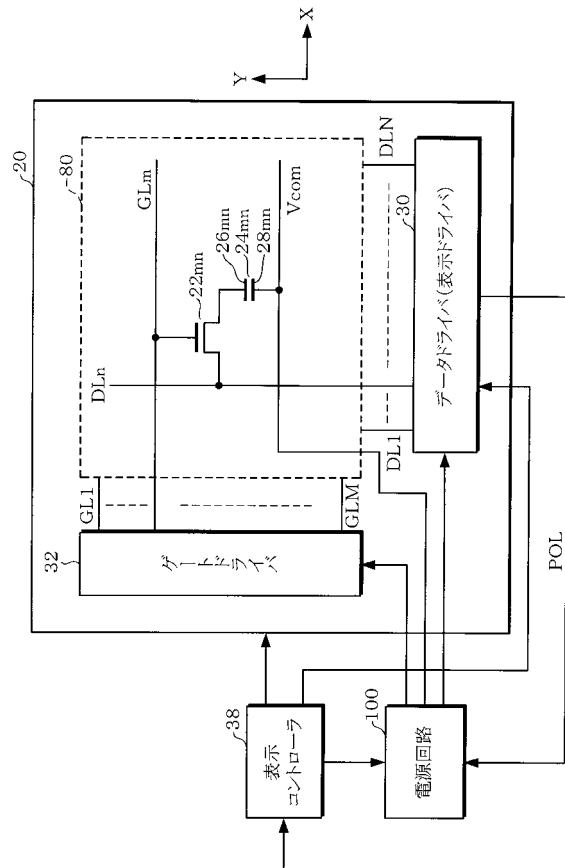 20
80
GLm
Vcom
DLn
22mn
26mn
24mn
28mn
Y
X
32
ゲートドライバ
GL1
GLM
DL1
DLN
30
データドライバ(表示ドライバ)
38
表示
コントローラ
100
電源回路
POL